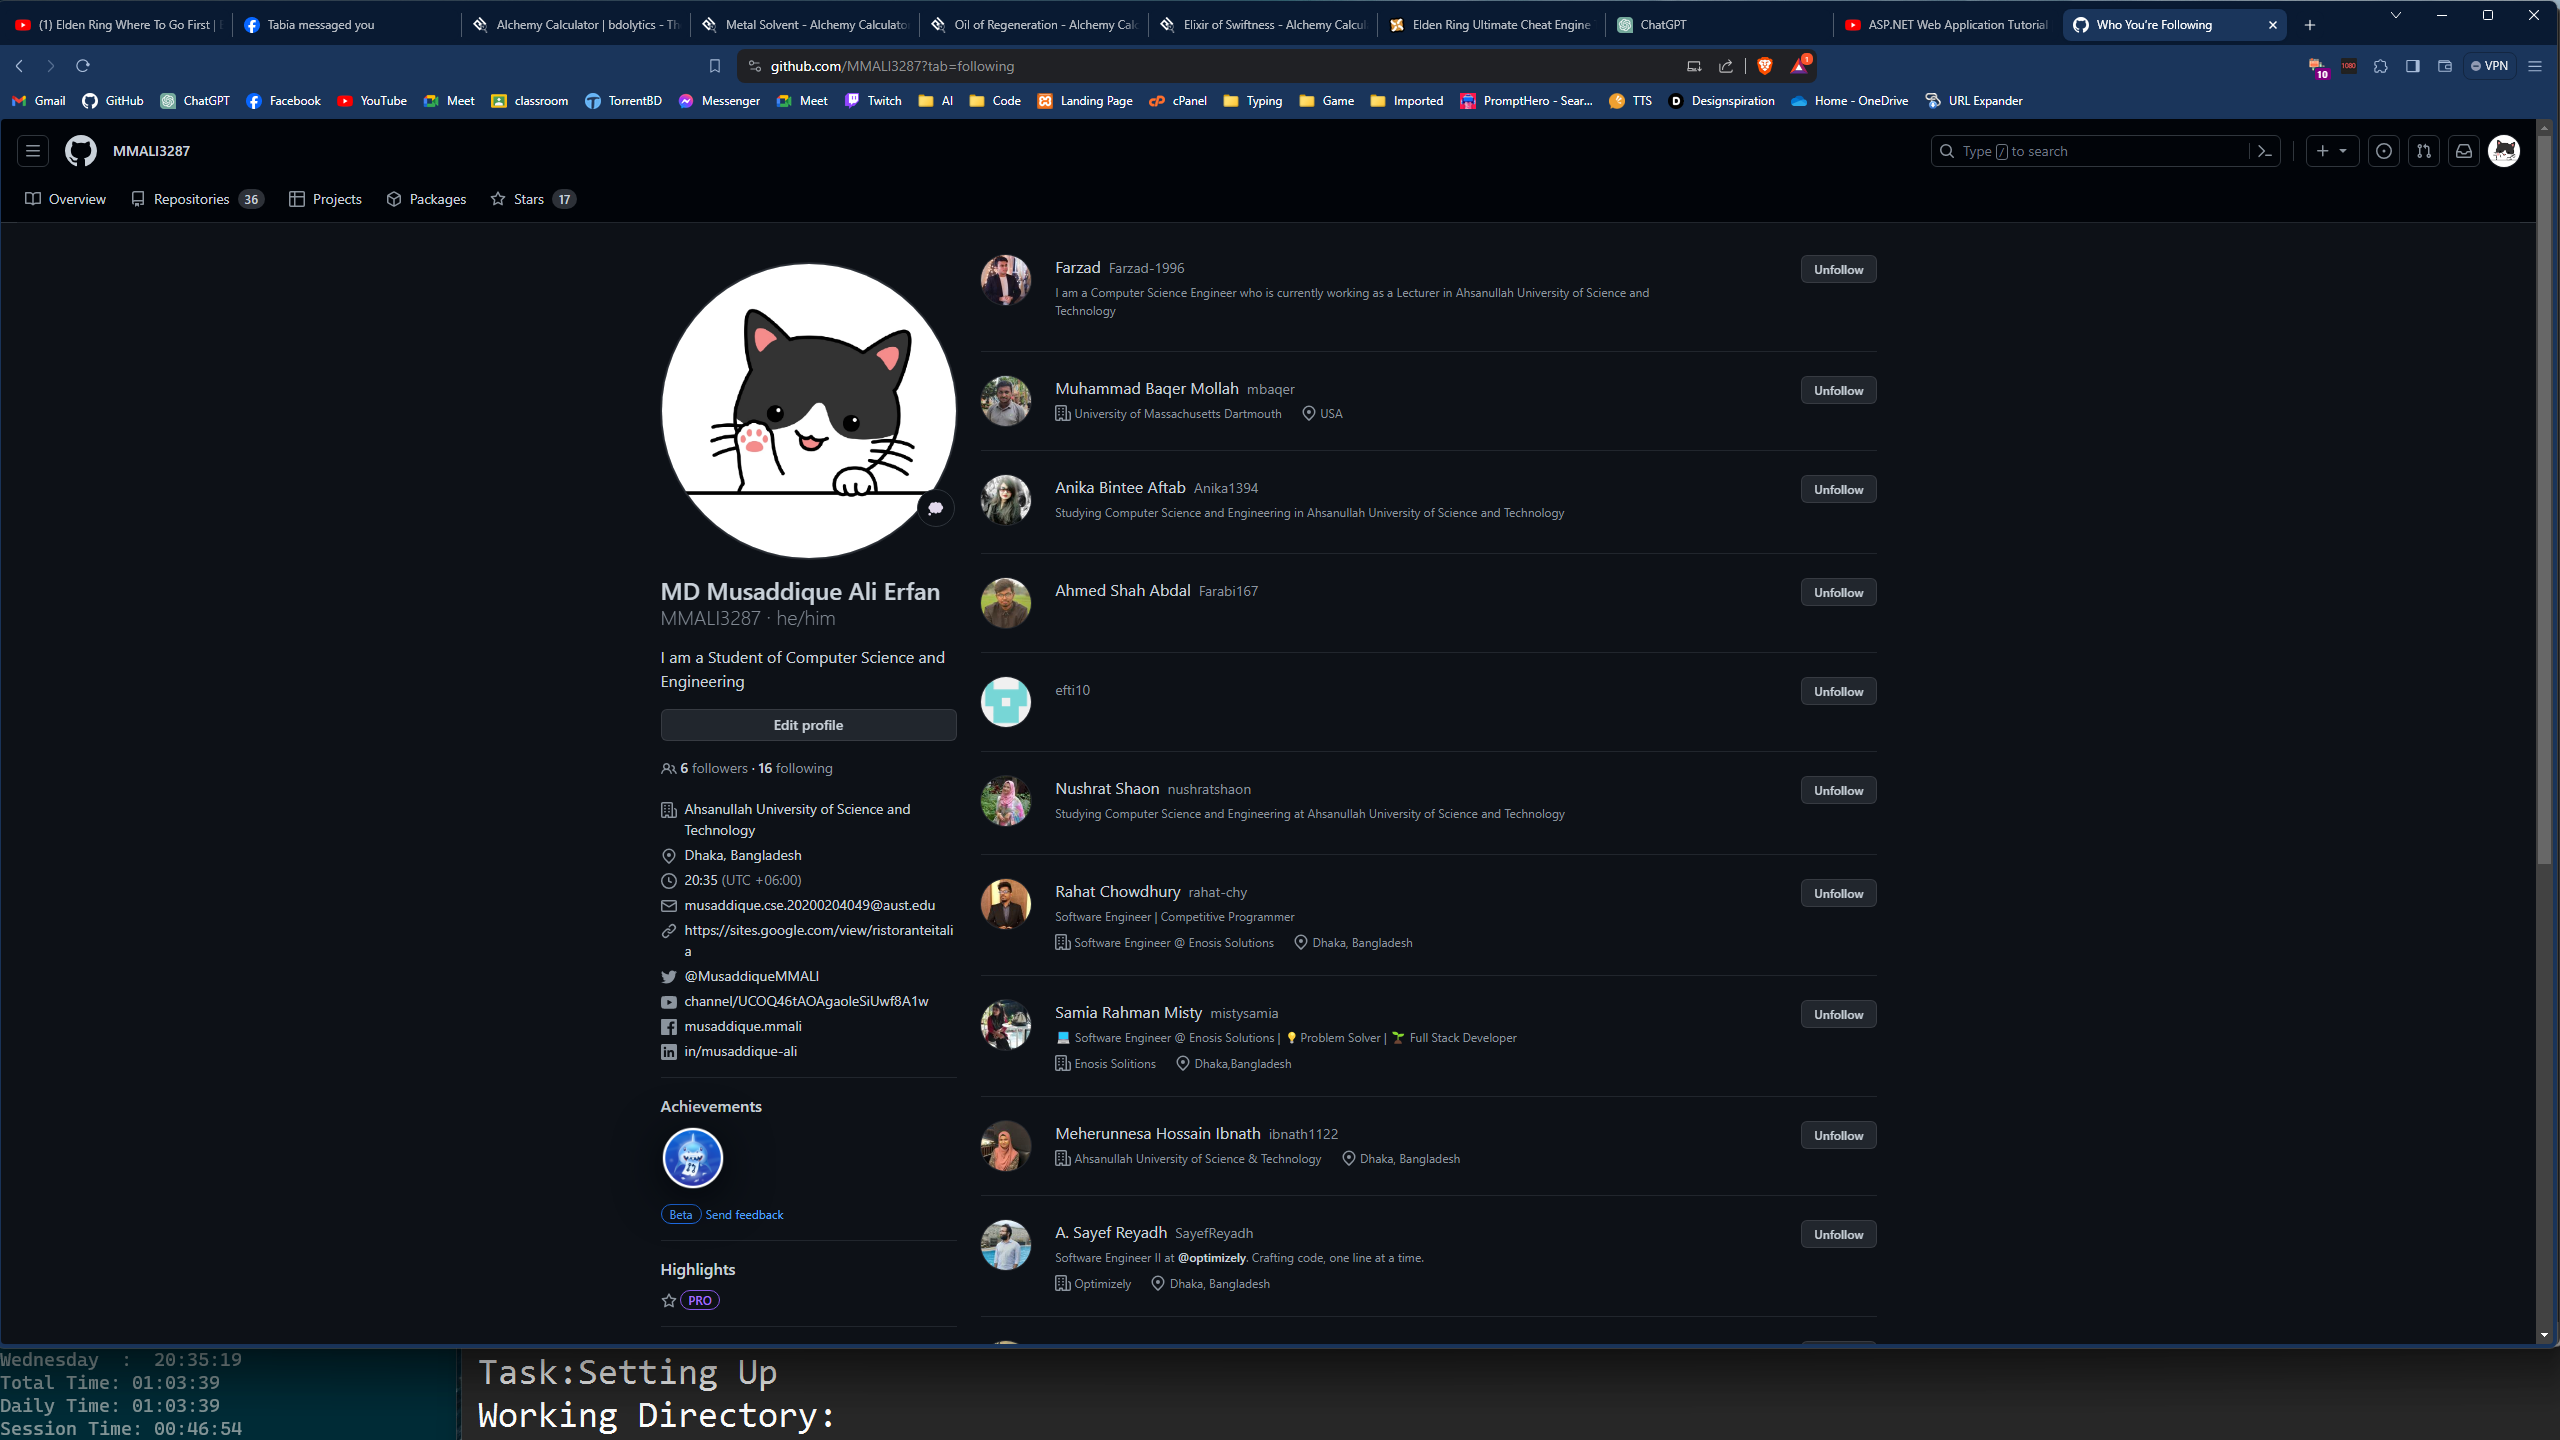 (1) Elden Ring Where To Go First |
Tabia messaged you
Alchemy Calculator | bdolytics - Th
Metal Solvent - Alchemy Calculator
Oil of Regeneration - Alchemy Calc
Elixir of Swiftness - Alchemy Calcul
Elden Ring Ultimate Cheat Engine
ChatGPT
ASP.NET Web Application Tutorial
Who You're Following
github.com/MMALI3287?tab=following
1
10
1080
VPN
Gmail
GitHub
ChatGPT
Facebook
YouTube
Meet
classroom
TorrentBD
Messenger
Meet
Twitch
AI
Code
Landing Page
cPanel
Typing
Game
Imported
PromptHero - Sear...
TTS
Designspiration
Home - OneDrive
URL Expander
MMALI3287
Type / to search
Overview
Repositories 36
Projects
Packages
Stars 17
MD Musaddique Ali Erfan
MMALI3287 · he/him
I am a Student of Computer Science and
Engineering
Edit profile
6 followers · 16 following
Ahsanullah University of Science and
Technology
Dhaka, Bangladesh
20:35 (UTC +06:00)
musaddique.cse.20200204049@aust.edu
https://sites.google.com/view/ristoranteitali
a
@MusaddiqueMMALI
channel/UCOQ46tAOAgaoleSiUwf8A1w
musaddique.mmali
in/musaddique-ali
Achievements
Beta Send feedback
Highlights
PRO
Farzad Farzad-1996
Unfollow
I am a Computer Science Engineer who is currently working as a Lecturer in Ahsanullah University of Science and
Technology
Muhammad Baqer Mollah mbaqer
Unfollow
University of Massachusetts Dartmouth USA
Anika Bintee Aftab Anika1394
Unfollow
Studying Computer Science and Engineering in Ahsanullah University of Science and Technology
Ahmed Shah Abdal Farabi167
Unfollow
efti10
Unfollow
Nushrat Shaon nushratshaon
Unfollow
Studying Computer Science and Engineering at Ahsanullah University of Science and Technology
Rahat Chowdhury rahat-chy
Unfollow
Software Engineer | Competitive Programmer
Software Engineer @ Enosis Solutions Dhaka, Bangladesh
Samia Rahman Misty mistysamia
Unfollow
💻 Software Engineer @ Enosis Solutions | 💡Problem Solver | 🌱 Full Stack Developer
Enosis Solitions Dhaka,Bangladesh
Meherunnesa Hossain Ibnath ibnath1122
Unfollow
Ahsanullah University of Science & Technology Dhaka, Bangladesh
A. Sayef Reyadh SayefReyadh
Unfollow
Software Engineer II at @optimizely. Crafting code, one line at a time.
Optimizely Dhaka, Bangladesh
Wednesday : 20:35:19
Total Time: 01:03:39
Daily Time: 01:03:39
Session Time: 00:46:54
Task:Setting Up
Working Directory: